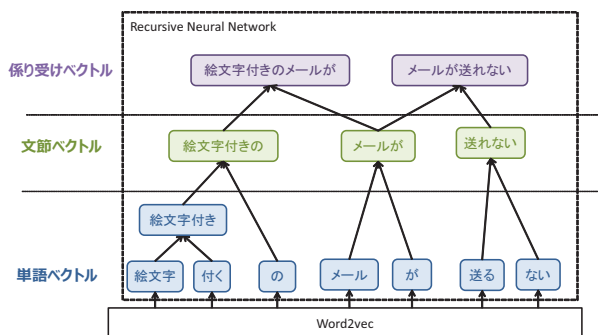 Recursive Neural Network
係り受けベクトル
絵文字付きのメールが
メールが送れない
文節ベクトル
絵文字付きの
メールが
送れない
絵文字付き
単語ベクトル
絵文字
付く
の
メール
が
送る
ない
Word2vec